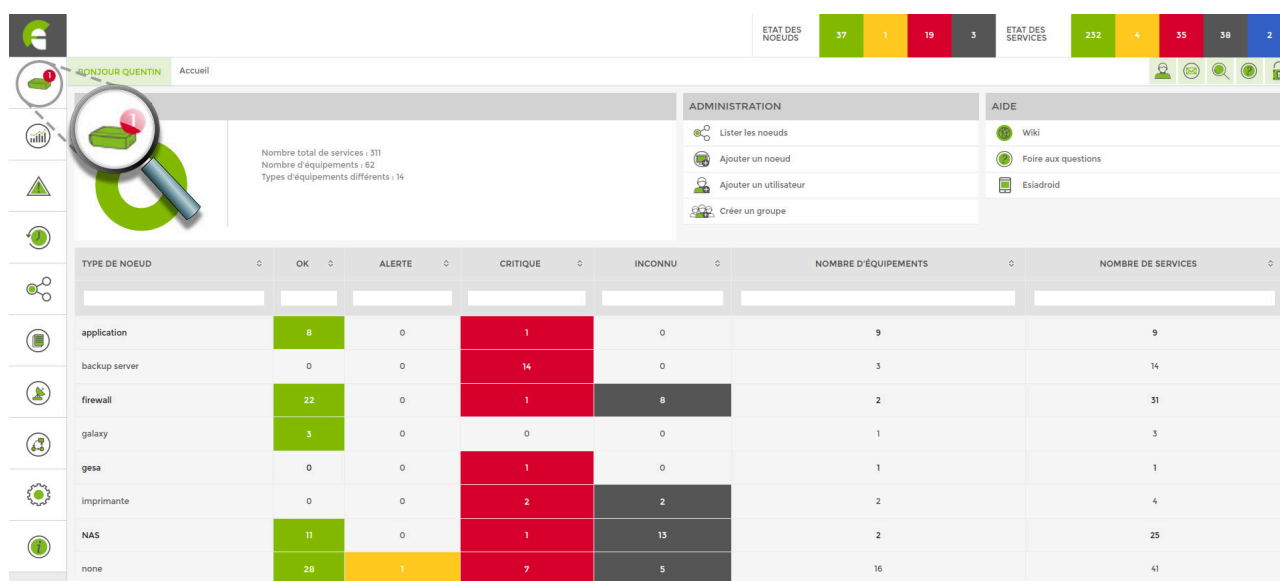 ETAT DES
NOEUDS
37
1
19
3
ETAT DES
SERVICES
232
4
35
38
2
1
BONJOUR QUENTIN
Accueil
1
Nombre total de services : 311
Nombre d'équipements : 62
Types d'équipements différents : 14
ADMINISTRATION
Lister les noeuds
Ajouter un noeud
Ajouter un utilisateur
Créer un groupe
AIDE
Wiki
Foire aux questions
Esiadroid
TYPE DE NOEUD OK ALERTE CRITIQUE INCONNU NOMBRE D'ÉQUIPEMENTS NOMBRE DE SERVICES
application 8 0 1 0 9 9
backup server 0 0 14 0 3 14
firewall 22 0 1 8 2 31
galaxy 3 0 0 0 1 3
gesa 0 0 1 0 1 1
imprimante 0 0 2 2 2 4
NAS 11 0 1 13 2 25
none 28 1 7 5 16 41